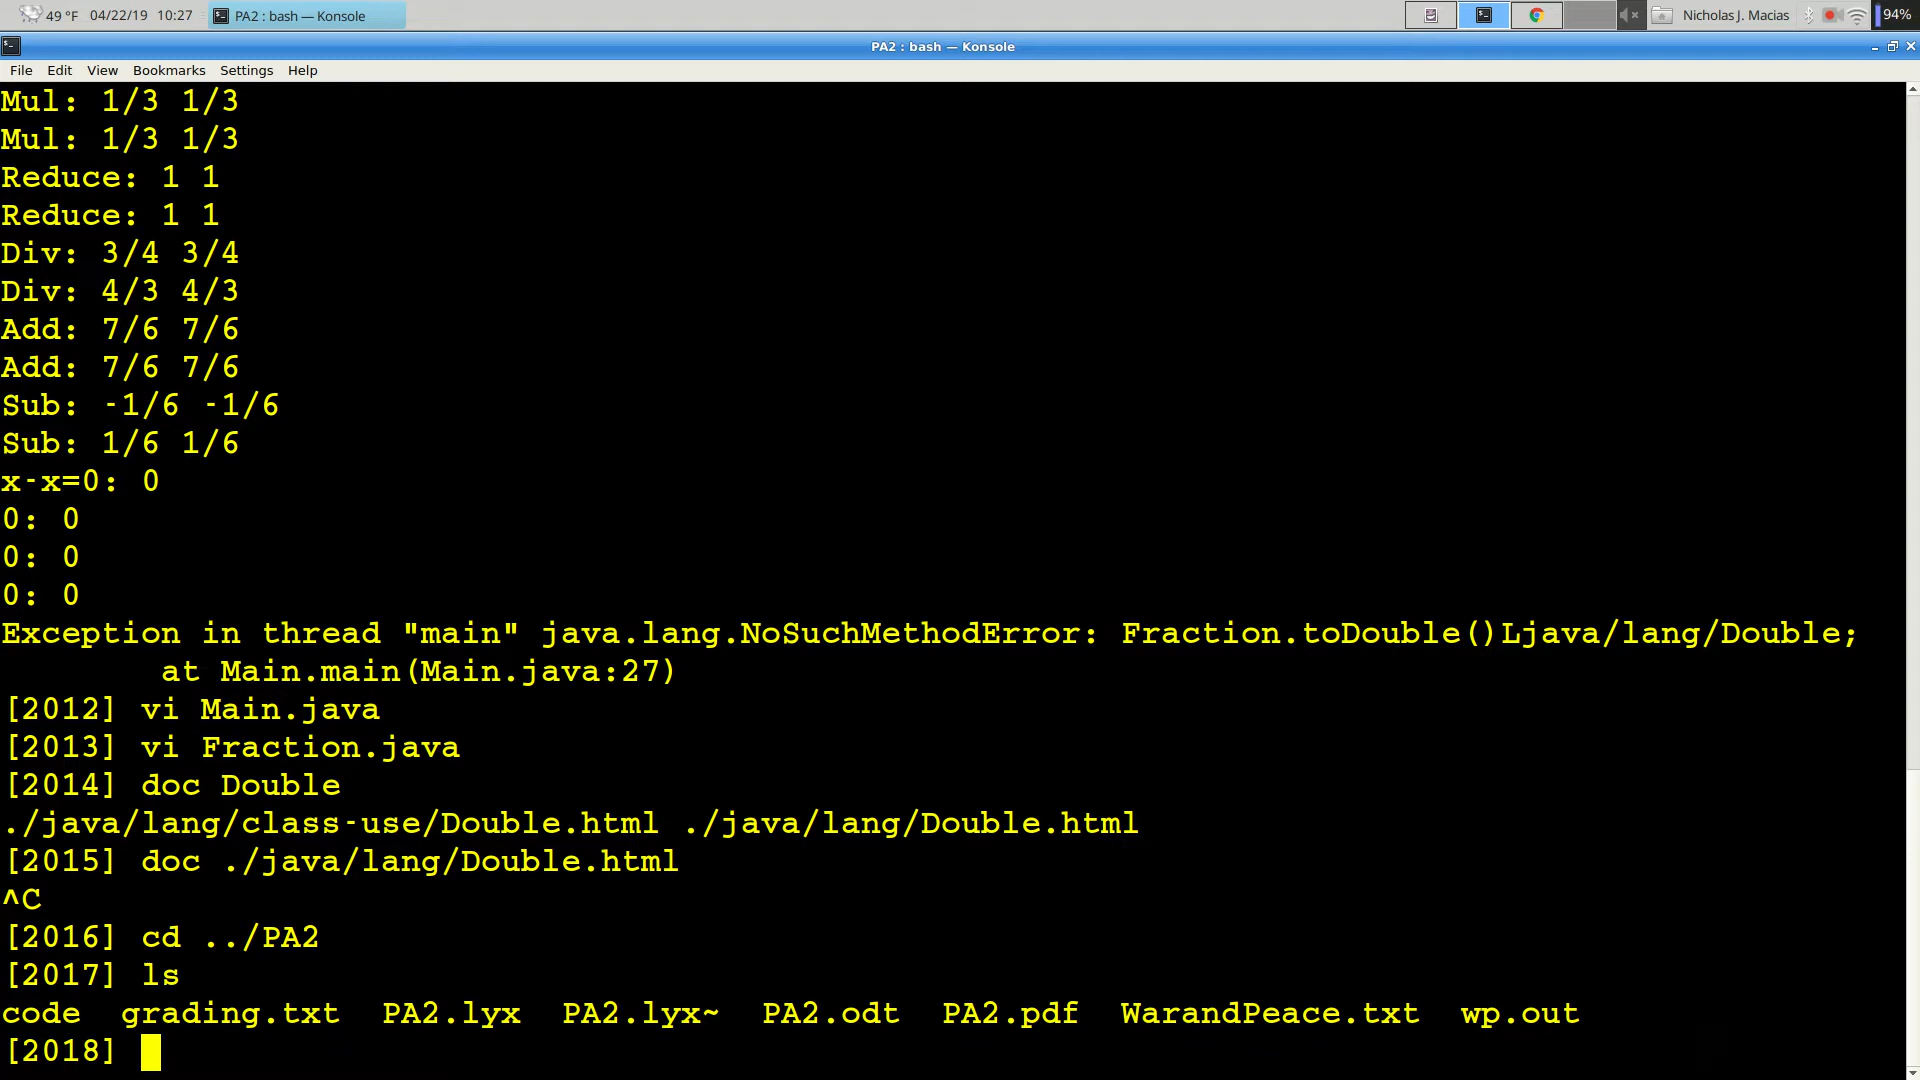 49 °F 04/22/19 10:27 PA2 : bash — Konsole Nicholas J. Macias 94%
PA2 : bash — Konsole
File Edit View Bookmarks Settings Help
Mul: 1/3 1/3
Mul: 1/3 1/3
Reduce: 1 1
Reduce: 1 1
Div: 3/4 3/4
Div: 4/3 4/3
Add: 7/6 7/6
Add: 7/6 7/6
Sub: -1/6 -1/6
Sub: 1/6 1/6
x-x=0: 0
0: 0
0: 0
0: 0
Exception in thread "main" java.lang.NoSuchMethodError: Fraction.toDouble()Ljava/lang/Double;
        at Main.main(Main.java:27)
[2012] vi Main.java
[2013] vi Fraction.java
[2014] doc Double
./java/lang/class-use/Double.html ./java/lang/Double.html
[2015] doc ./java/lang/Double.html
^C
[2016] cd ../PA2
[2017] ls
code  grading.txt  PA2.lyx  PA2.lyx~  PA2.odt  PA2.pdf  WarandPeace.txt  wp.out
[2018]